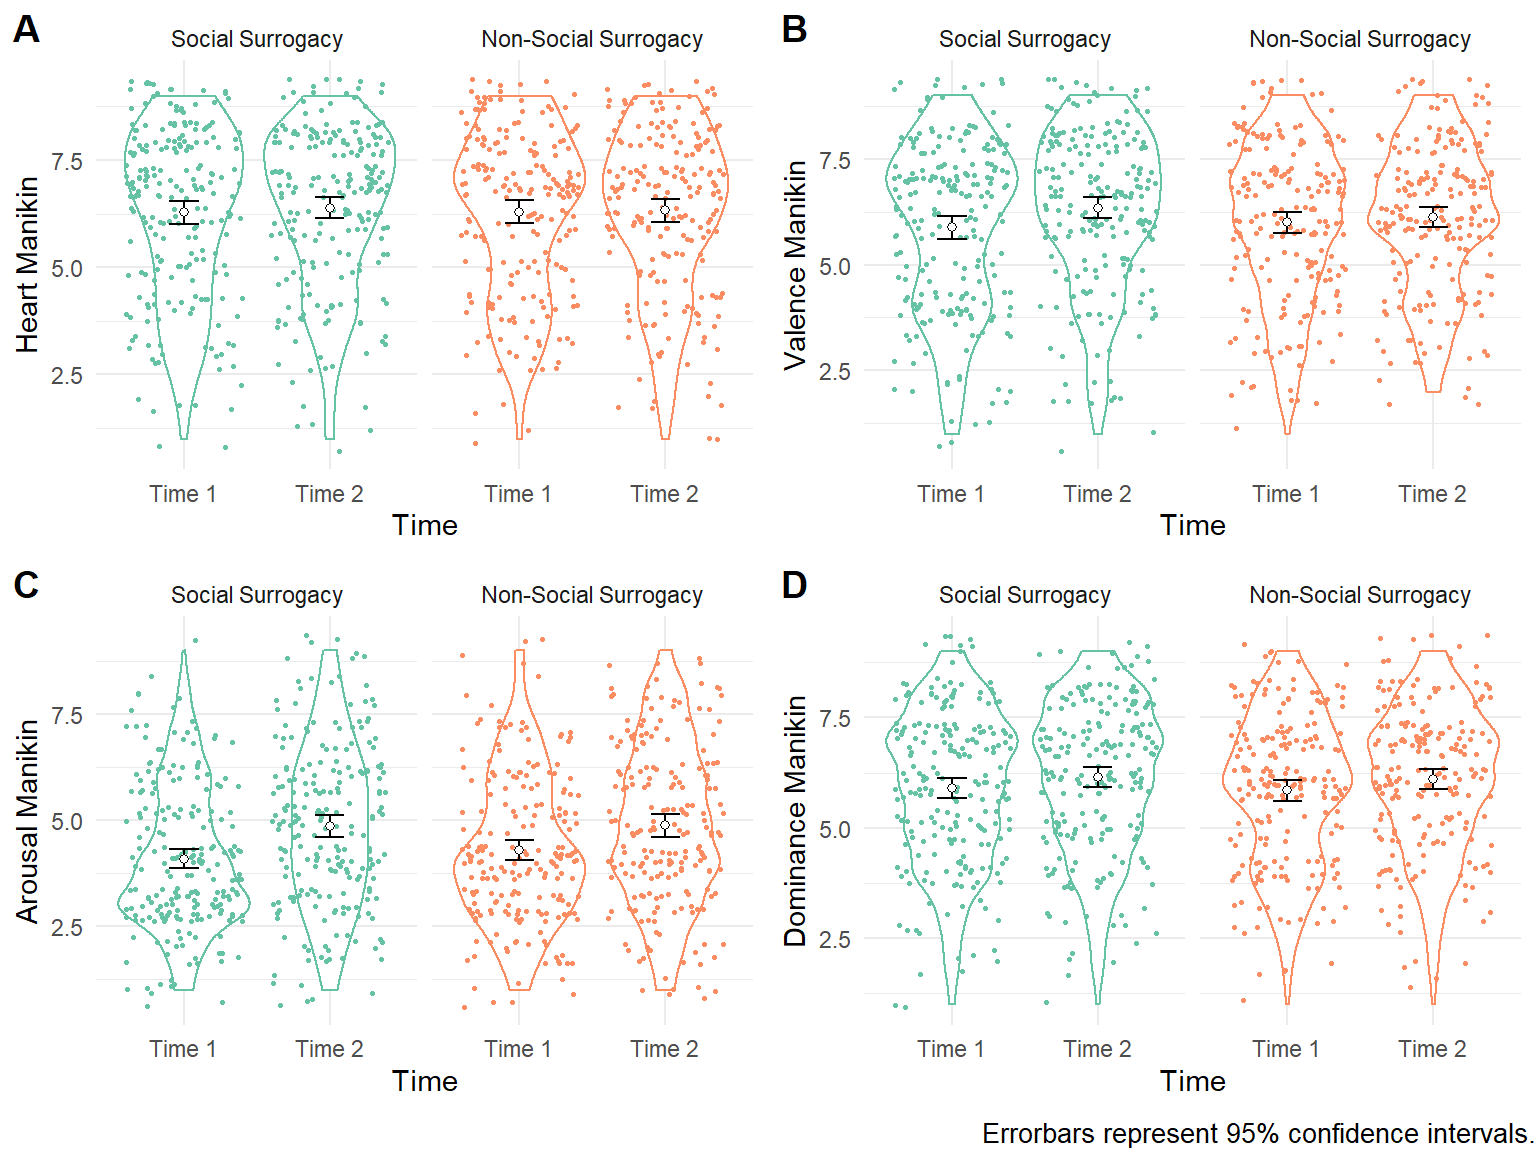 A
Social Surrogacy
Non-Social Surrogacy
Heart Manikin
7.5
5.0
2.5
Time 1
Time 2
Time 1
Time 2
Time
B
Social Surrogacy
Non-Social Surrogacy
Valence Manikin
7.5
5.0
2.5
Time 1
Time 2
Time 1
Time 2
Time
C
Social Surrogacy
Non-Social Surrogacy
Arousal Manikin
7.5
5.0
2.5
Time 1
Time 2
Time 1
Time 2
Time
D
Social Surrogacy
Non-Social Surrogacy
Dominance Manikin
7.5
5.0
2.5
Time 1
Time 2
Time 1
Time 2
Time
Errorbars represent 95% confidence intervals.